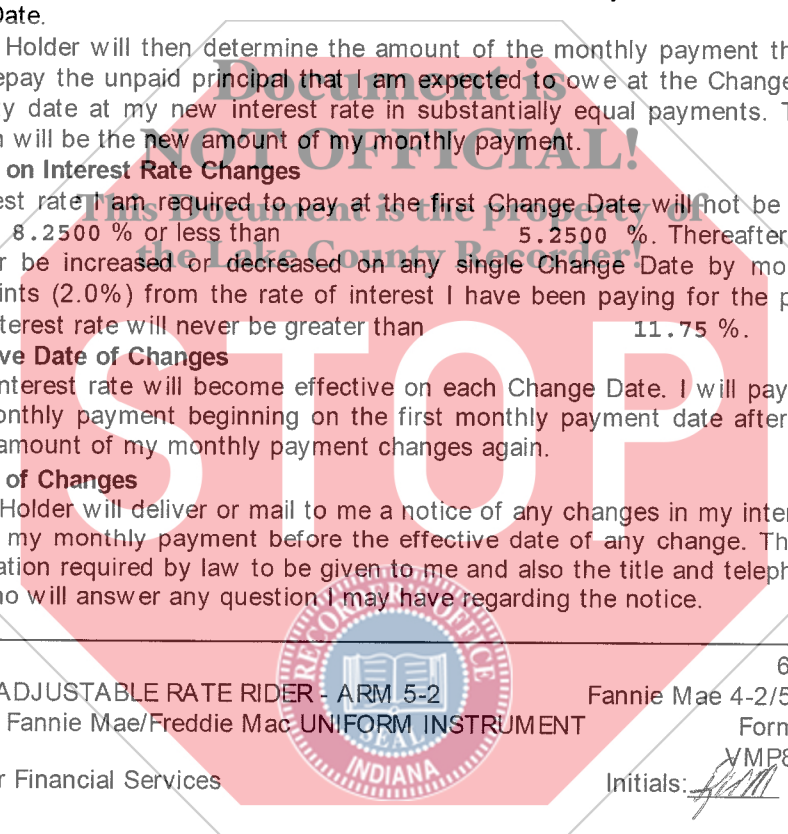 Date.
Holder will then determine the amount of the monthly payment th
epay the unpaid principal that I am expected to owe at the Change
y date at my new interest rate in substantially equal payments. T
n will be the new amount of my monthly payment.
on Interest Rate Changes
est rate I am required to pay at the first Change Date will not be
8.2500 % or less than 5.2500 %. Thereafter
r be increased or decreased on any single Change Date by mo
ints (2.0%) from the rate of interest I have been paying for the p
terest rate will never be greater than 11.75 %.
ve Date of Changes
nterest rate will become effective on each Change Date. I will pay
onthly payment beginning on the first monthly payment date after
amount of my monthly payment changes again.
of Changes
Holder will deliver or mail to me a notice of any changes in my inter
my monthly payment before the effective date of any change. Th
ation required by law to be given to me and also the title and teleph
ho will answer any question I may have regarding the notice.
6
ADJUSTABLE RATE RIDER - ARM 5-2 Fannie Mae 4-2/5
Fannie Mae/Freddie Mac UNIFORM INSTRUMENT Form
VMP8
r Financial Services Initials:
Document is
NOT OFFICIAL!
This Document is the property of
the Lake County Recorder!
STOP
RECORDER OFFICE
SEAL
INDIANA